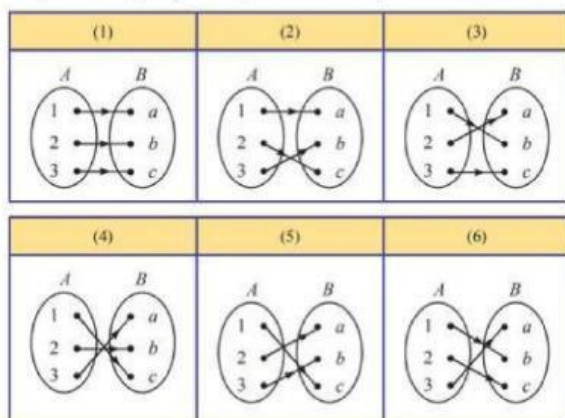 (1) (2) (3)
A B A B A B
1 a 1 a 1 a
2 b 2 b 2 b
3 c 3 c 3 c
(4) (5) (6)
A B A B A B
1 a 1 a 1 a
2 b 2 b 2 b
3 c 3 c 3 c